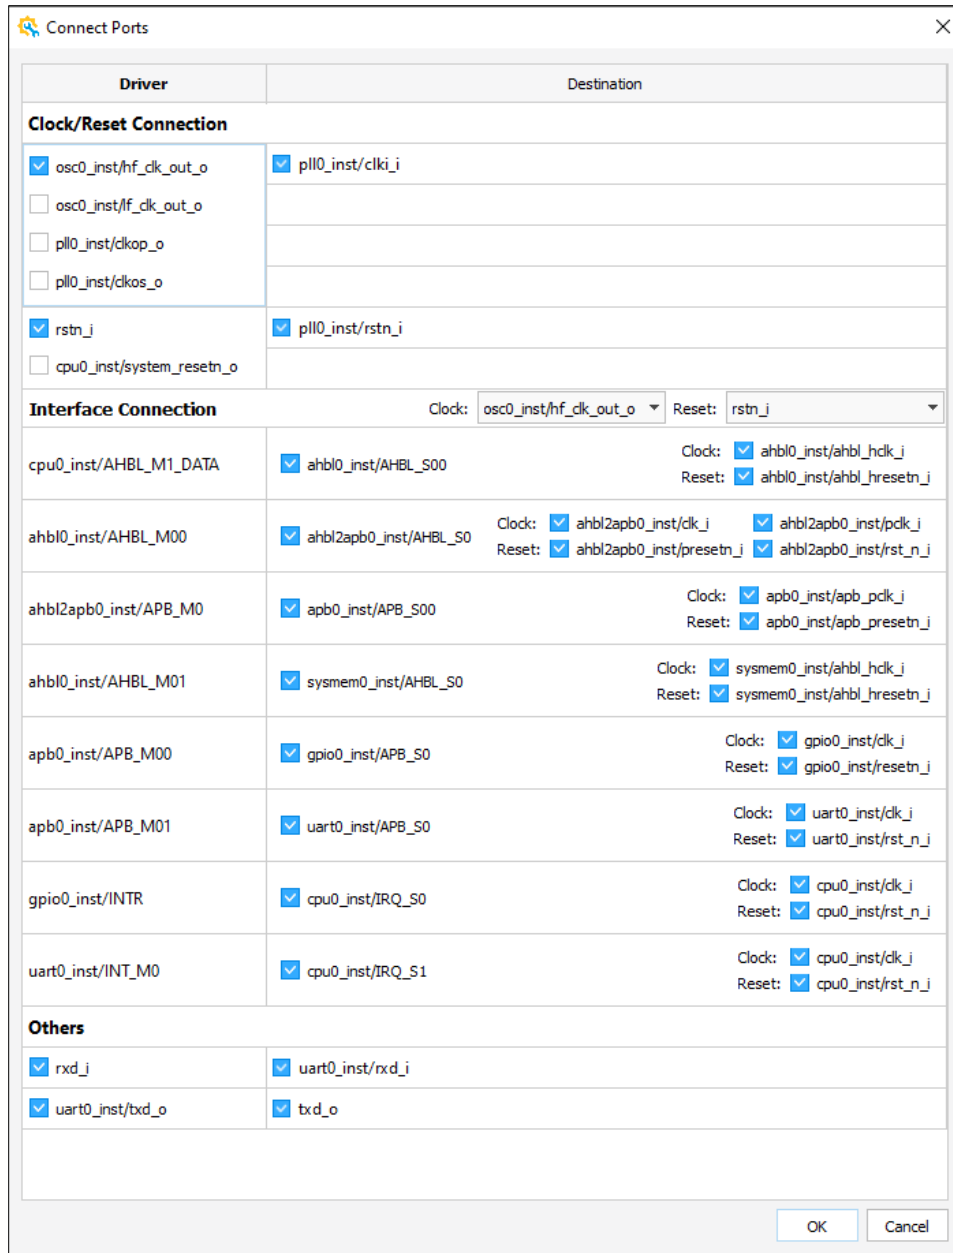 Connect Ports
Driver Destination
Clock/Reset Connection
osc0_inst/hf_clk_out_o pll0_inst/clki_i
osc0_inst/lf_clk_out_o
pll0_inst/clkop_o
pll0_inst/clkos_o
rstn_i pll0_inst/rstn_i
cpu0_inst/system_resetn_o
Interface Connection Clock: osc0_inst/hf_clk_out_o Reset: rstn_i
cpu0_inst/AHBL_M1_DATA ahbl0_inst/AHBL_S00 Clock: ahbl0_inst/ahbl_hclk_i
Reset: ahbl0_inst/ahbl_hresetn_i
ahbl0_inst/AHBL_M00 ahbl2apb0_inst/AHBL_S0 Clock: ahbl2apb0_inst/clk_i ahbl2apb0_inst/pclk_i
Reset: ahbl2apb0_inst/presetn_i ahbl2apb0_inst/rst_n_i
ahbl2apb0_inst/APB_M0 apb0_inst/APB_S00 Clock: apb0_inst/apb_pclk_i
Reset: apb0_inst/apb_presetn_i
ahbl0_inst/AHBL_M01 sysmem0_inst/AHBL_S0 Clock: sysmem0_inst/ahbl_hclk_i
Reset: sysmem0_inst/ahbl_hresetn_i
apb0_inst/APB_M00 gpio0_inst/APB_S0 Clock: gpio0_inst/clk_i
Reset: gpio0_inst/resetn_i
apb0_inst/APB_M01 uart0_inst/APB_S0 Clock: uart0_inst/clk_i
Reset: uart0_inst/rst_n_i
gpio0_inst/INTR cpu0_inst/IRQ_S0 Clock: cpu0_inst/clk_i
Reset: cpu0_inst/rst_n_i
uart0_inst/INT_M0 cpu0_inst/IRQ_S1 Clock: cpu0_inst/clk_i
Reset: cpu0_inst/rst_n_i
Others
rxd_i uart0_inst/rxd_i
uart0_inst/txd_o txd_o
OK Cancel